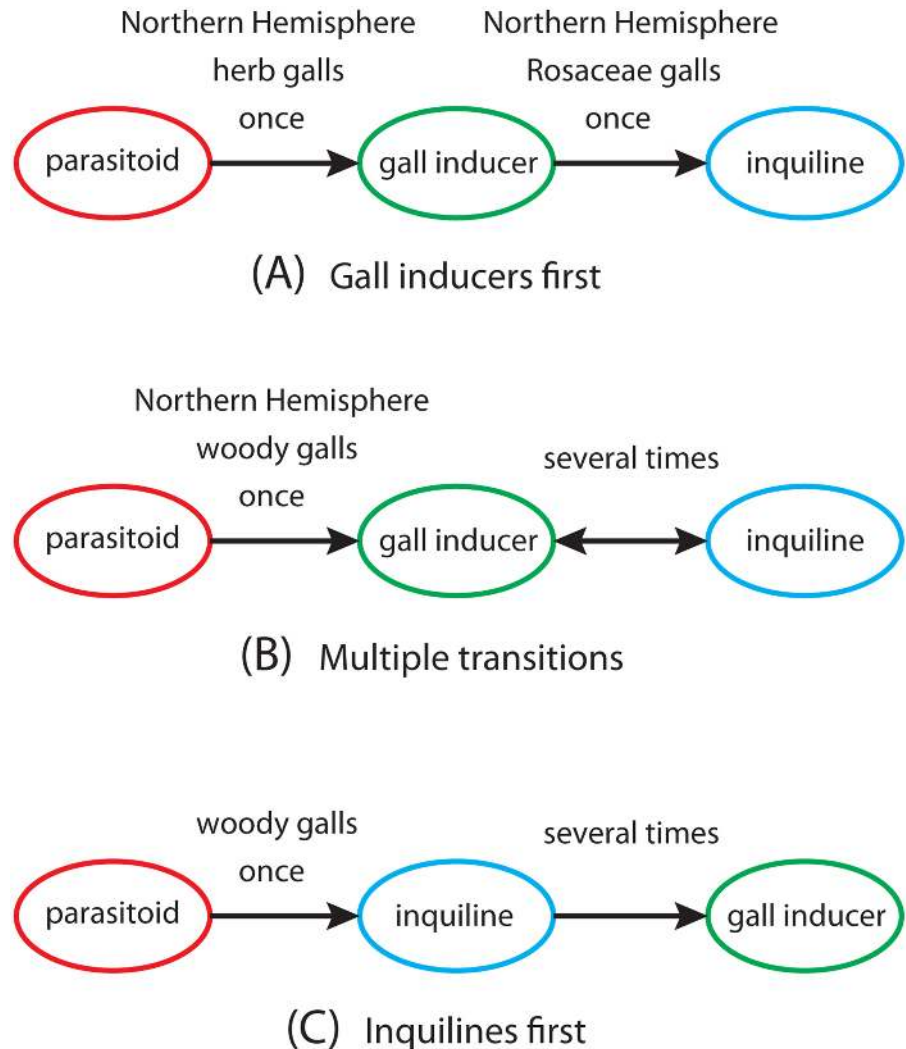 Northern Hemisphere
herb galls
once
Northern Hemisphere
Rosaceae galls
once
parasitoid
gall inducer
inquiline
(A) Gall inducers first
Northern Hemisphere
woody galls
once
several times
parasitoid
gall inducer
inquiline
(B) Multiple transitions
woody galls
once
several times
parasitoid
inquiline
gall inducer
(C) Inquilines first